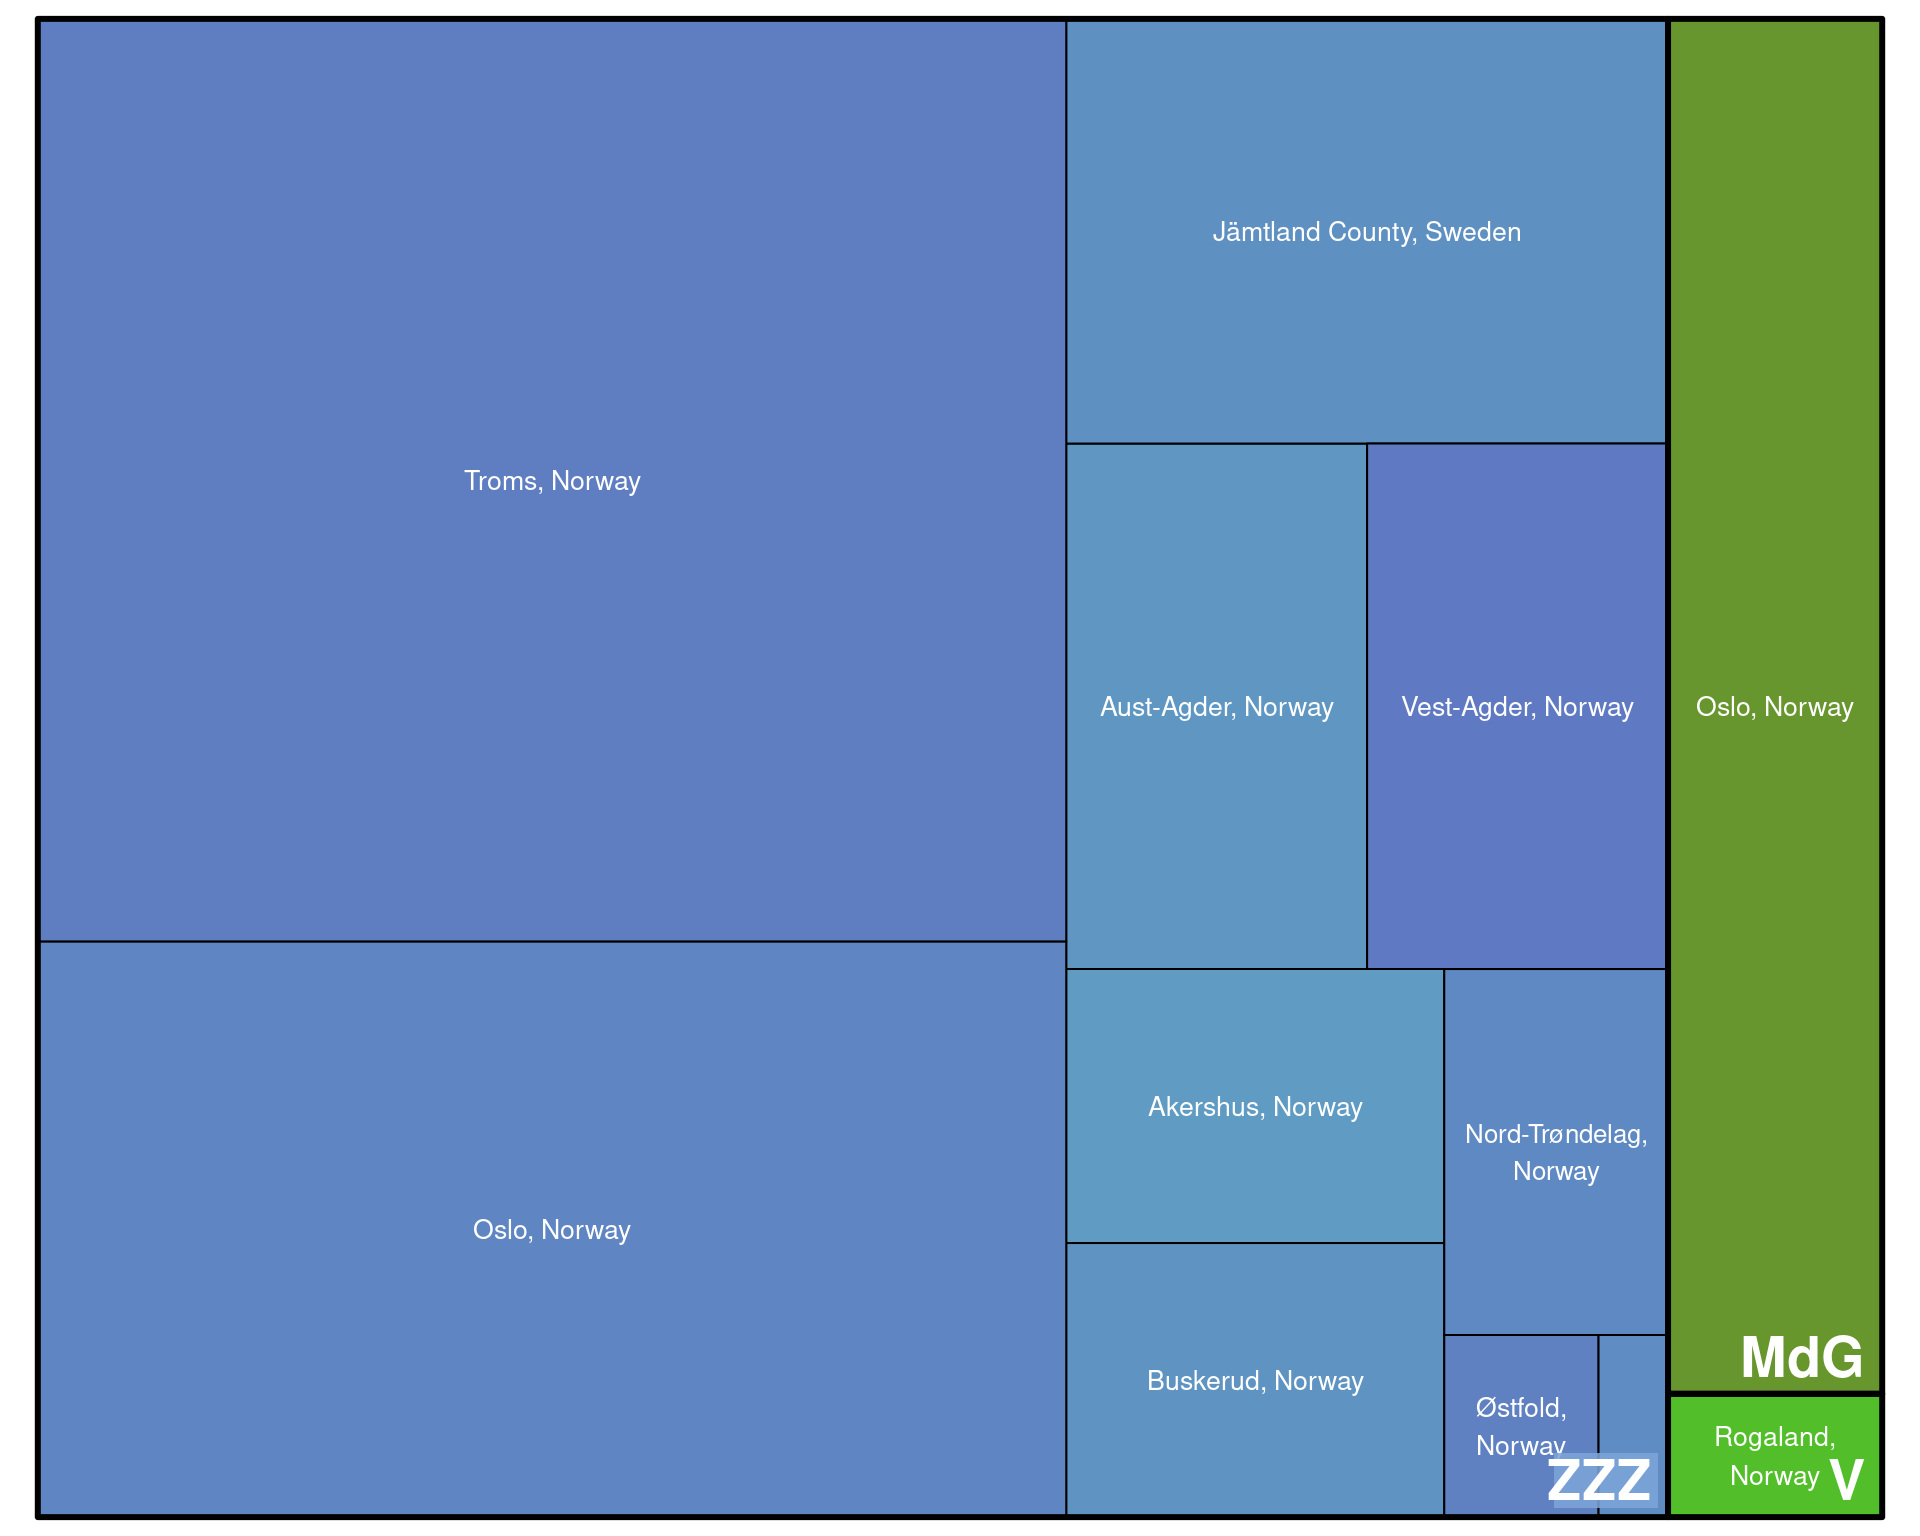 Troms, Norway
Oslo, Norway
Jämtland County, Sweden
Aust-Agder, Norway
Vest-Agder, Norway
Akershus, Norway
Buskerud, Norway
Nord-Trøndelag,
Norway
Østfold,
Norway
ZZZ
Oslo, Norway
MdG
Rogaland,
Norway
V